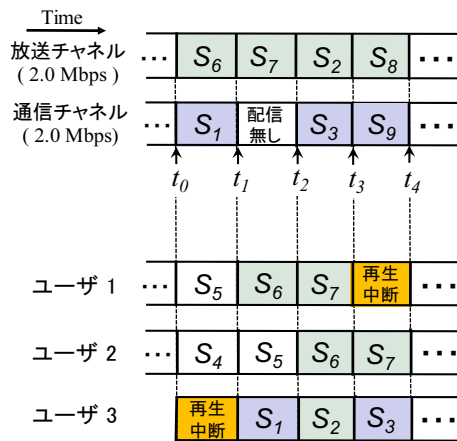 Time
放送チャネル
( 2.0 Mbps)
… S6 S7 S2 S8 …
通信チャネル
(2.0 Mbps)
… S1 配信無し S3 S9 …
t0 t1 t2 t3 t4
ユーザ 1
… S5 S6 S7 再生中断 …
ユーザ 2
… S4 S5 S6 S7 …
ユーザ 3
再生中断 S1 S2 S3 …